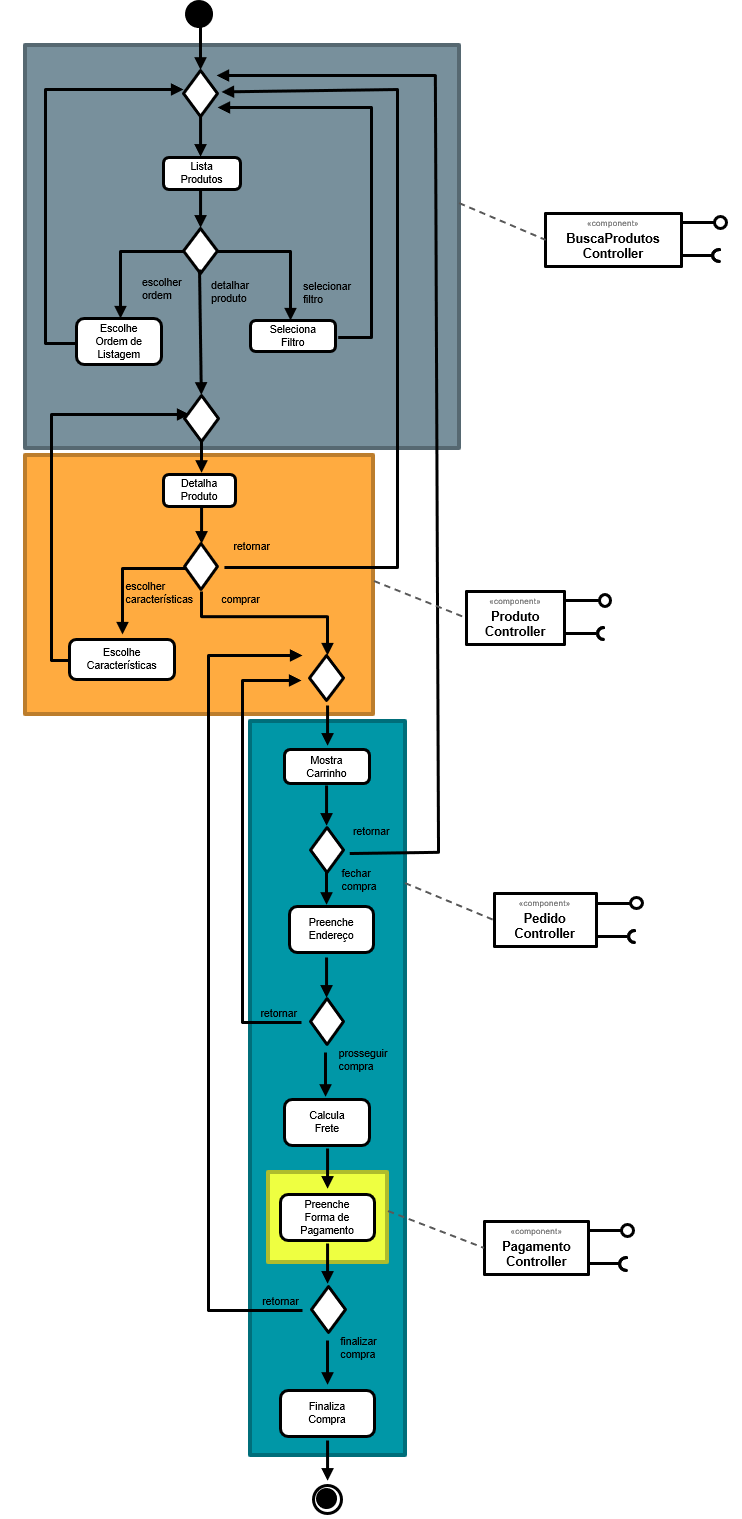 Lista
Produtos
«component»
BuscaProdutos
Controller
escolher
ordem
detalhar
produto
selecionar
filtro
Escolhe
Ordem de
Listagem
Seleciona
Filtro
Detalha
Produto
retornar
escolher
características
comprar
«component»
Produto
Controller
Escolhe
Características
Mostra
Carrinho
retornar
fechar
compra
«component»
Pedido
Controller
Preenche
Endereço
retornar
prosseguir
compra
Calcula
Frete
Preenche
Forma de
Pagamento
«component»
Pagamento
Controller
retornar
finalizar
compra
Finaliza
Compra